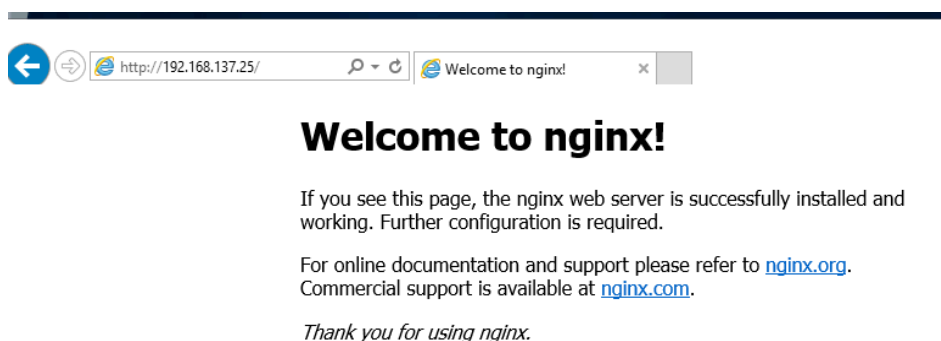 http://192.168.137.25/
Welcome to nginx!
Welcome to nginx!
If you see this page, the nginx web server is successfully installed and
working. Further configuration is required.
For online documentation and support please refer to nginx.org.
Commercial support is available at nginx.com.
Thank you for using nginx.